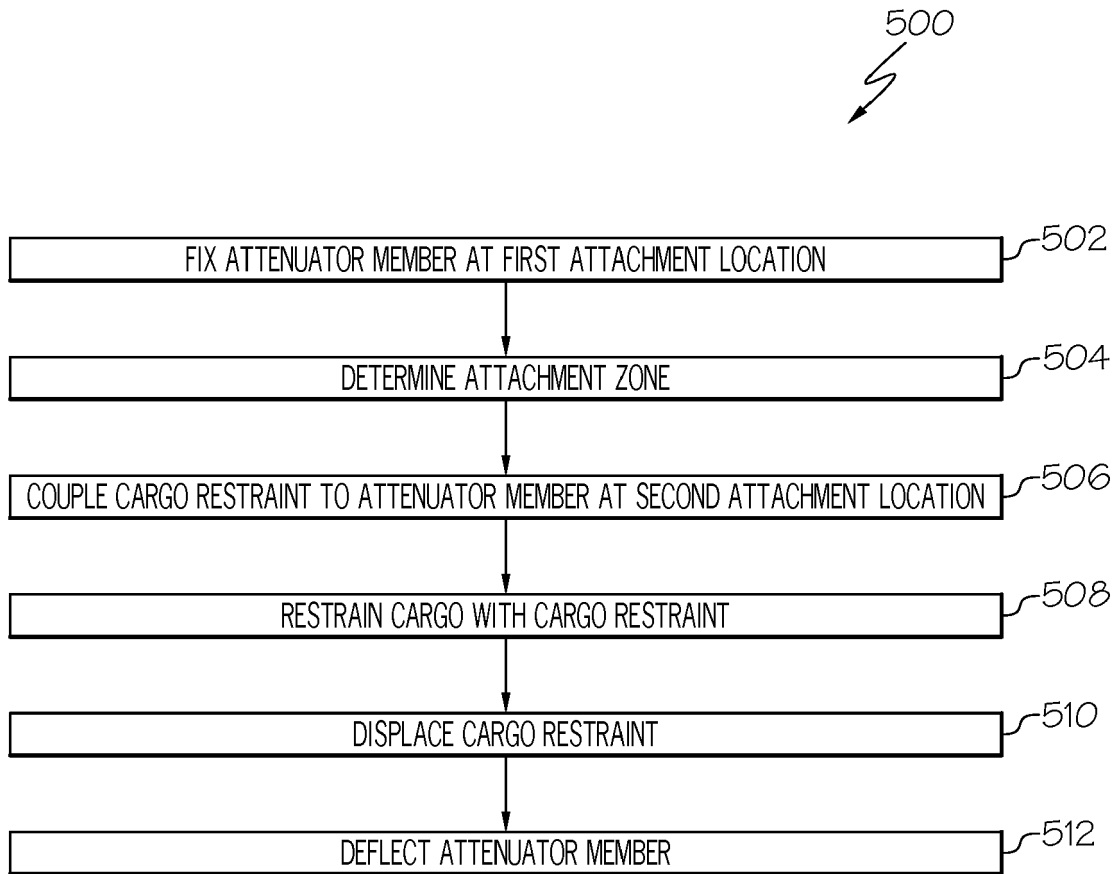 500
FIX ATTENUATOR MEMBER AT FIRST ATTACHMENT LOCATION
502
DETERMINE ATTACHMENT ZONE
504
COUPLE CARGO RESTRAINT TO ATTENUATOR MEMBER AT SECOND ATTACHMENT LOCATION
506
RESTRAIN CARGO WITH CARGO RESTRAINT
508
DISPLACE CARGO RESTRAINT
510
DEFLECT ATTENUATOR MEMBER
512